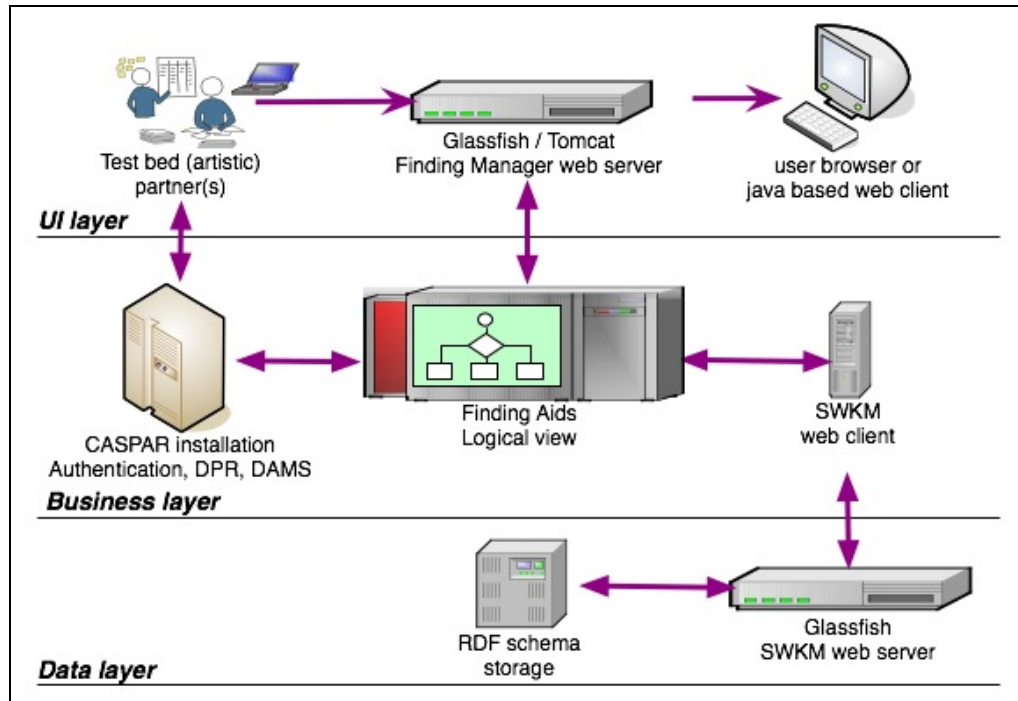 Test bed (artistic)
partner(s)
Glassfish / Tomcat
Finding Manager web server
user browser or
java based web client
UI layer
CASPAR installation
Authentication, DPR, DAMS
Finding Aids
Logical view
SWKM
web client
Business layer
RDF schema
storage
Glassfish
SWKM web server
Data layer